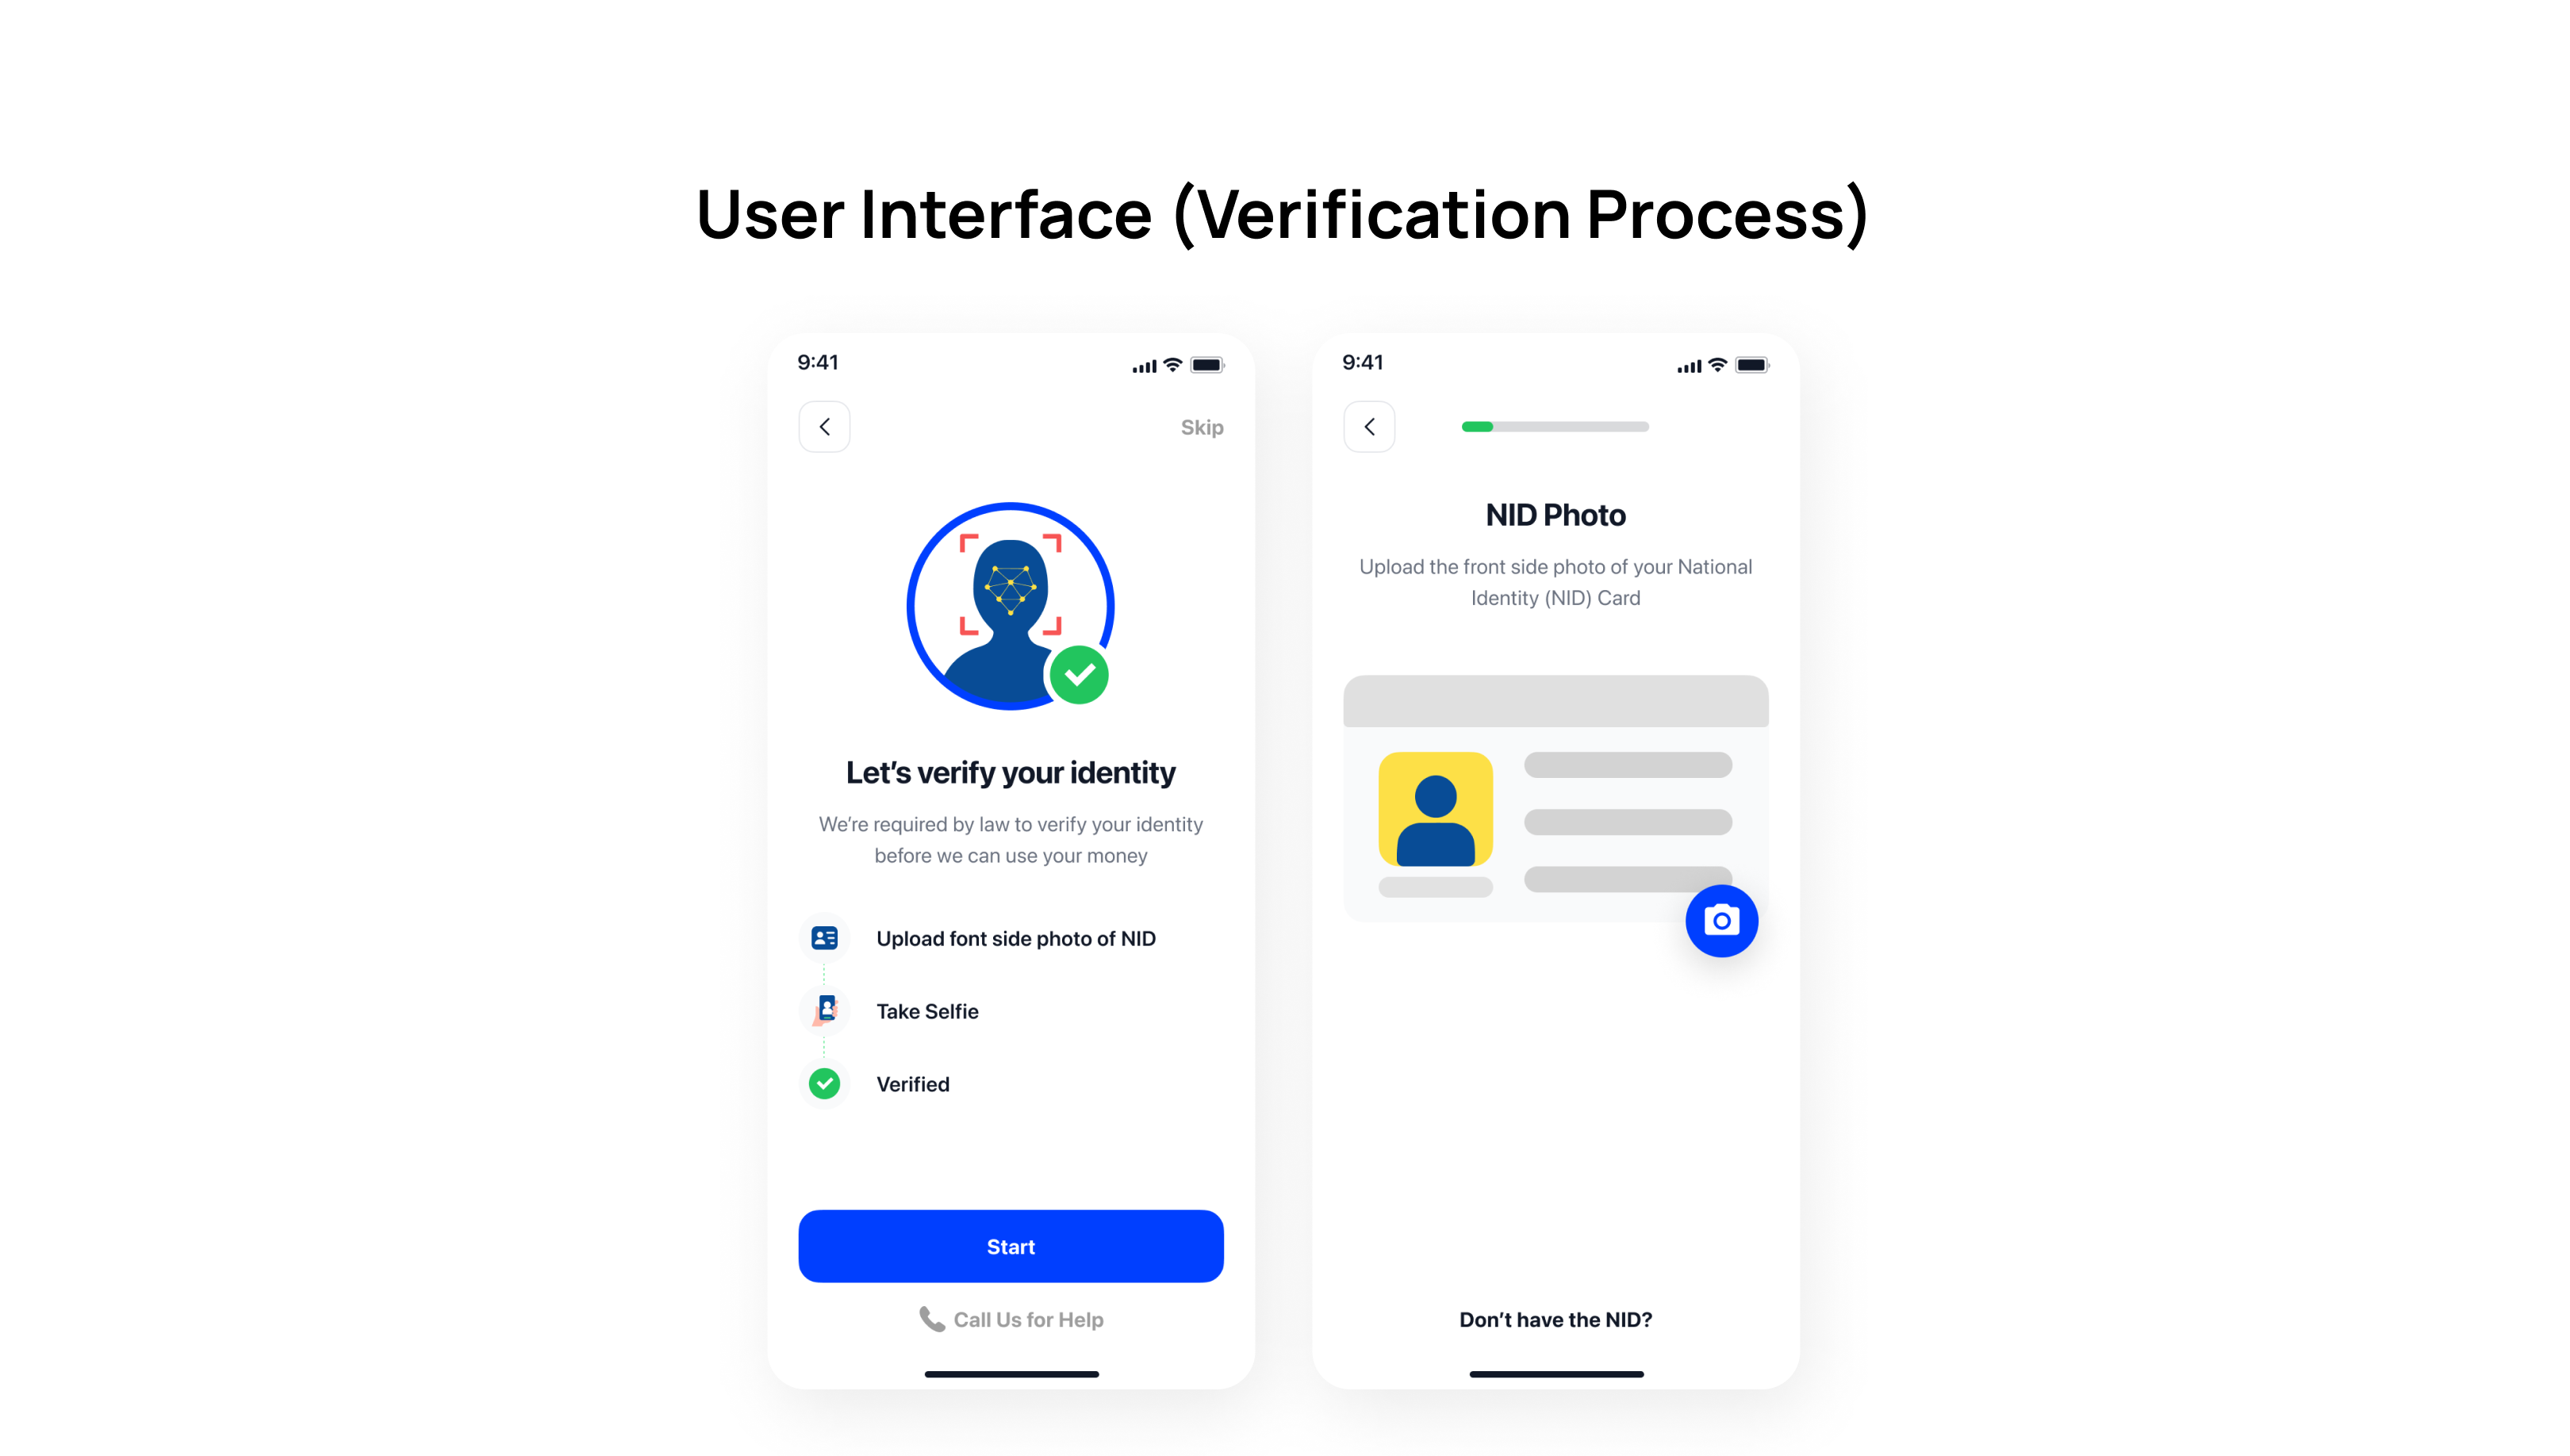 User Interface (Verification Process)
9:41
Skip
Let's verify your identity
We're required by law to verify your identity
before we can use your money
Upload font side photo of NID
Take Selfie
Verified
Start
Call Us for Help
9:41
NID Photo
Upload the front side photo of your National
Identity (NID) Card
Don't have the NID?